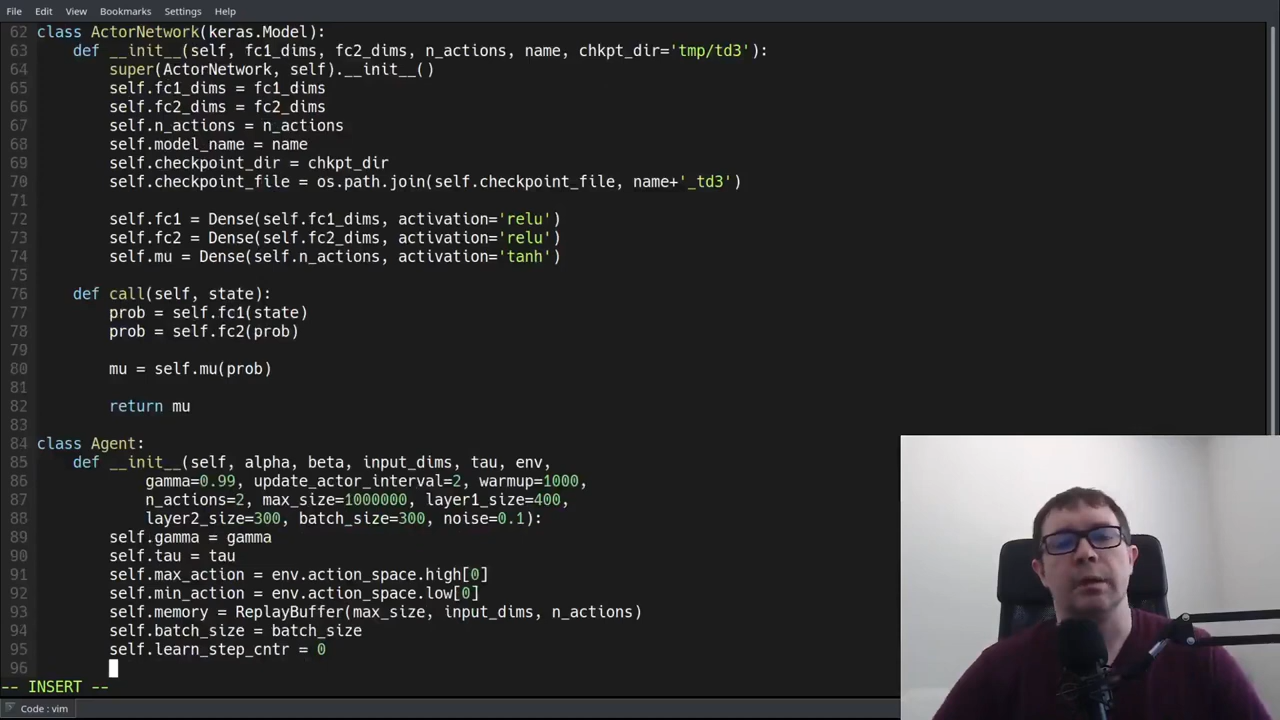 File Edit View Bookmarks Settings Help
62 class ActorNetwork(keras.Model):
63     def __init__(self, fc1_dims, fc2_dims, n_actions, name, chkpt_dir='tmp/td3'):
64         super(ActorNetwork, self).__init__()
65         self.fc1_dims = fc1_dims
66         self.fc2_dims = fc2_dims
67         self.n_actions = n_actions
68         self.model_name = name
69         self.checkpoint_dir = chkpt_dir
70         self.checkpoint_file = os.path.join(self.checkpoint_file, name+'_td3')
71
72         self.fc1 = Dense(self.fc1_dims, activation='relu')
73         self.fc2 = Dense(self.fc2_dims, activation='relu')
74         self.mu = Dense(self.n_actions, activation='tanh')
75
76     def call(self, state):
77         prob = self.fc1(state)
78         prob = self.fc2(prob)
79
80         mu = self.mu(prob)
81
82         return mu
83
84 class Agent:
85     def __init__(self, alpha, beta, input_dims, tau, env,
86             gamma=0.99, update_actor_interval=2, warmup=1000,
87             n_actions=2, max_size=1000000, layer1_size=400,
88             layer2_size=300, batch_size=300, noise=0.1):
89         self.gamma = gamma
90         self.tau = tau
91         self.max_action = env.action_space.high[0]
92         self.min_action = env.action_space.low[0]
93         self.memory = ReplayBuffer(max_size, input_dims, n_actions)
94         self.batch_size = batch_size
95         self.learn_step_cntr = 0
96
-- INSERT --
Code : vim